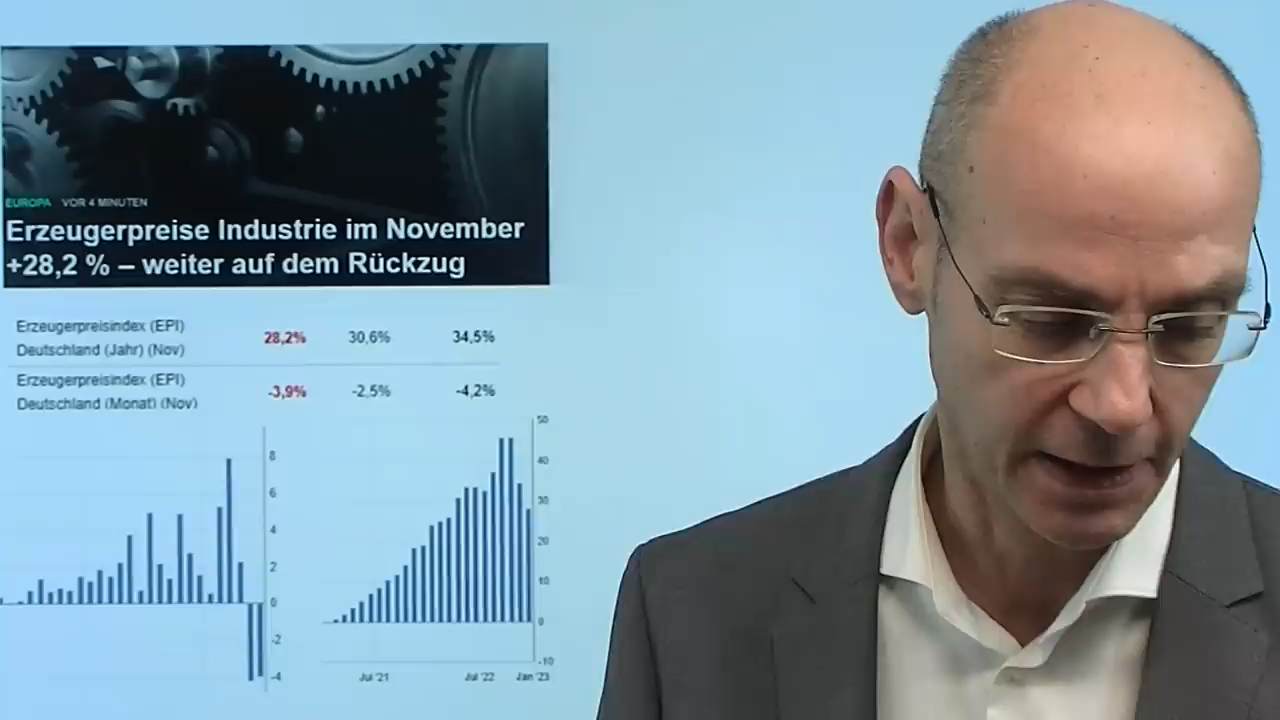 EUROPA VOR 4 MINUTEN
Erzeugerpreise Industrie im November
+28,2 % – weiter auf dem Rückzug
Erzeugerpreisindex (EPI)
Deutschland (Jahr) (Nov)
28,2% 30,6% 34,5%
Erzeugerpreisindex (EPI)
Deutschland (Monat) (Nov)
-3,9% -2,5% -4,2%
8
6
4
2
0
-2
-4
50
40
30
20
10
0
-10
Jul '21 Jul '22 Jan '23